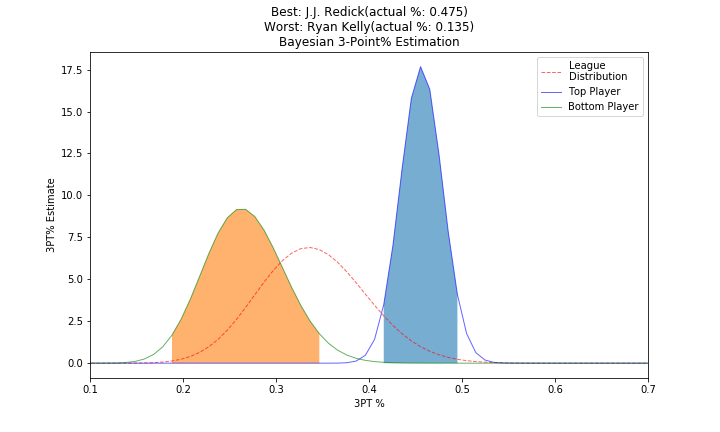 Best: J.J. Redick(actual %: 0.475)
Worst: Ryan Kelly(actual %: 0.135)
Bayesian 3-Point% Estimation
League
Distribution
Top Player
Bottom Player
3PT% Estimate
17.5
15.0
12.5
10.0
7.5
5.0
2.5
0.0
0.1
0.2
0.3
0.4
0.5
0.6
0.7
3PT %